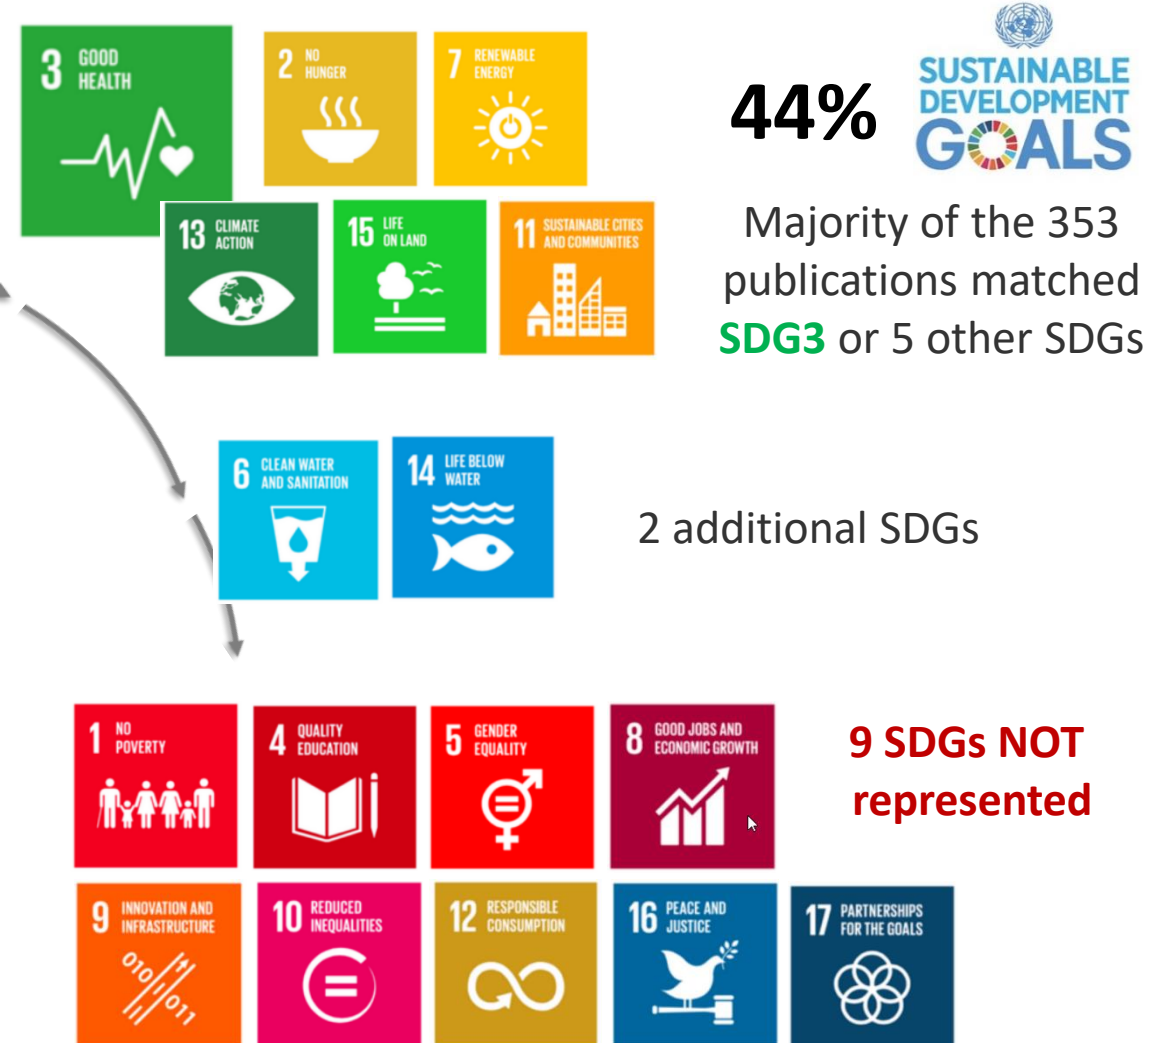 3 GOOD
HEALTH
2 NO
HUNGER
7 RENEWABLE
ENERGY
44%
SUSTAINABLE
DEVELOPMENT
GOALS
13 CLIMATE
ACTION
15 LIFE
ON LAND
11 SUSTAINABLE CITIES
AND COMMUNITIES
Majority of the 353
publications matched
SDG3 or 5 other SDGs
6 CLEAN WATER
AND SANITATION
14 LIFE BELOW
WATER
2 additional SDGs
1 NO
POVERTY
4 QUALITY
EDUCATION
5 GENDER
EQUALITY
8 GOOD JOBS AND
ECONOMIC GROWTH
9 SDGs NOT
represented
9 INNOVATION AND
INFRASTRUCTURE
010
011
10 REDUCED
INEQUALITIES
12 RESPONSIBLE
CONSUMPTION
16 PEACE AND
JUSTICE
17 PARTNERSHIPS
FOR THE GOALS